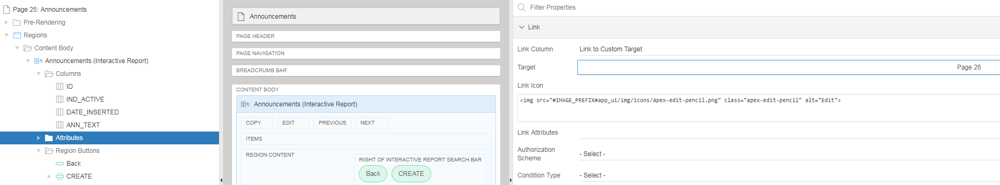 Page 25: Announcements
Pre-Rendering
Regions
Content Body
Announcements (Interactive Report)
Columns
ID
IND_ACTIVE
DATE_INSERTED
ANN_TEXT
Attributes
Region Buttons
Back
CREATE
Announcements
PAGE HEADER
PAGE NAVIGATION
BREADCRUMB BAR
CONTENT BODY
Announcements (Interactive Report)
COPY EDIT PREVIOUS NEXT
ITEMS
REGION CONTENT
RIGHT OF INTERACTIVE REPORT SEARCH BAR
Back CREATE
Filter Properties
Link
Link Column Link to Custom Target
Target Page 26
Link Icon
<img src="#IMAGE_PREFIX#app_ui/img/icons/apex-edit-pencil.png" class="apex-edit-pencil" alt="Edit">
Link Attributes
Authorization
Scheme - Select -
Condition Type - Select -